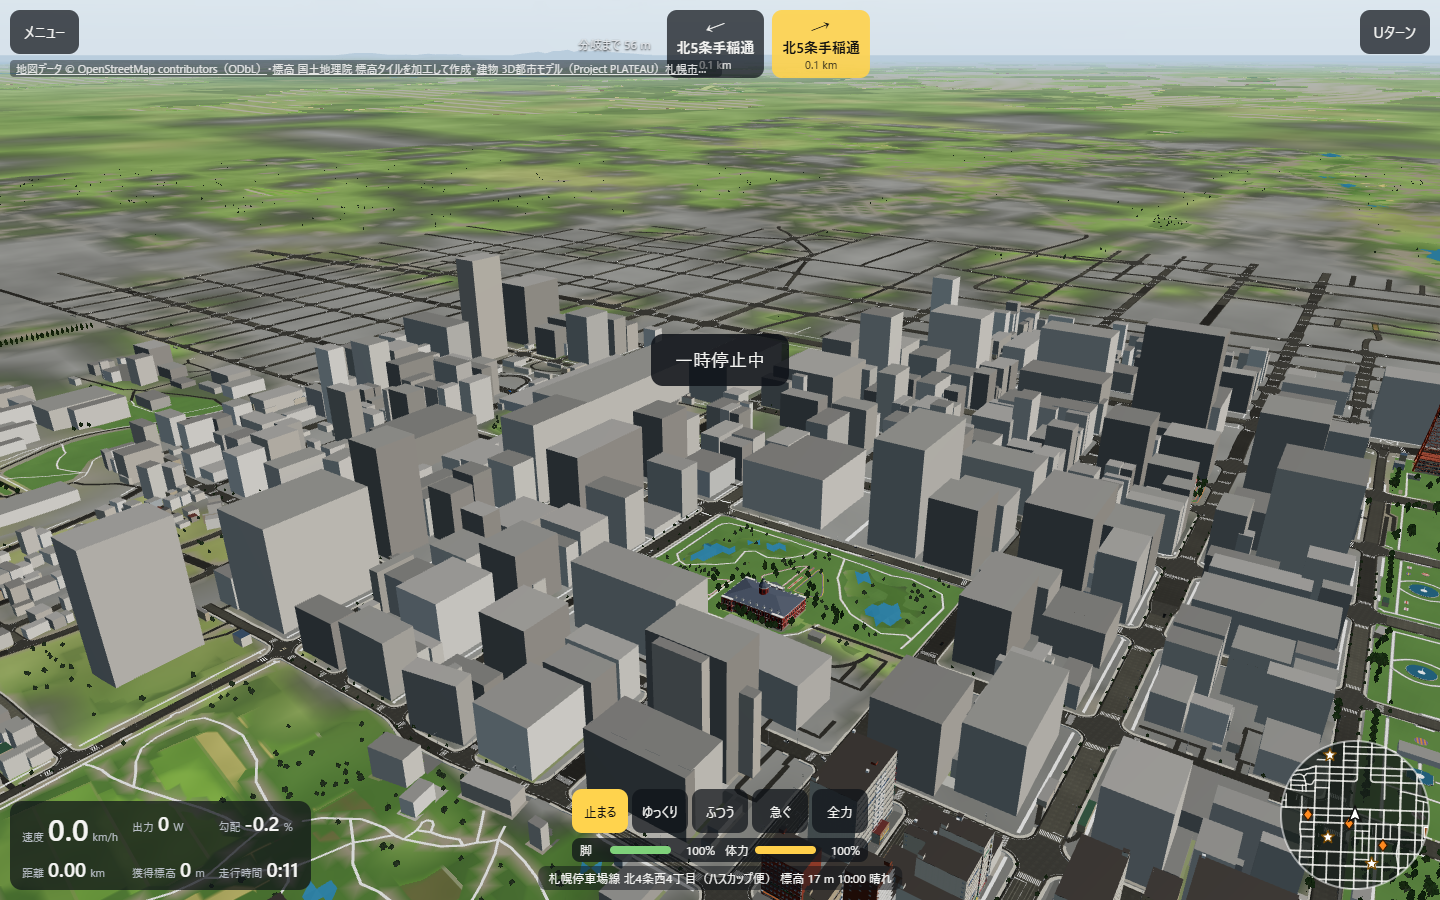 メニュー
分岐まで 56 m
北5条手稲通
0.1 km
北5条手稲通
0.1 km
Uターン
地図データ © OpenStreetMap contributors（ODbL）・標高 国土地理院 標高タイルを加工して作成・建物 3D都市モデル（Project PLATEAU）札幌市…
一時停止中
速度 0.0 km/h 出力 0 W 勾配 -0.2 %
距離 0.00 km 獲得標高 0 m 走行時間 0:11
止まる ゆっくり ふつう 急ぐ 全力
脚 100% 体力 100%
札幌停車場線 北4条西4丁目（ハスカップ便） 標高 17 m 10:00 晴れ